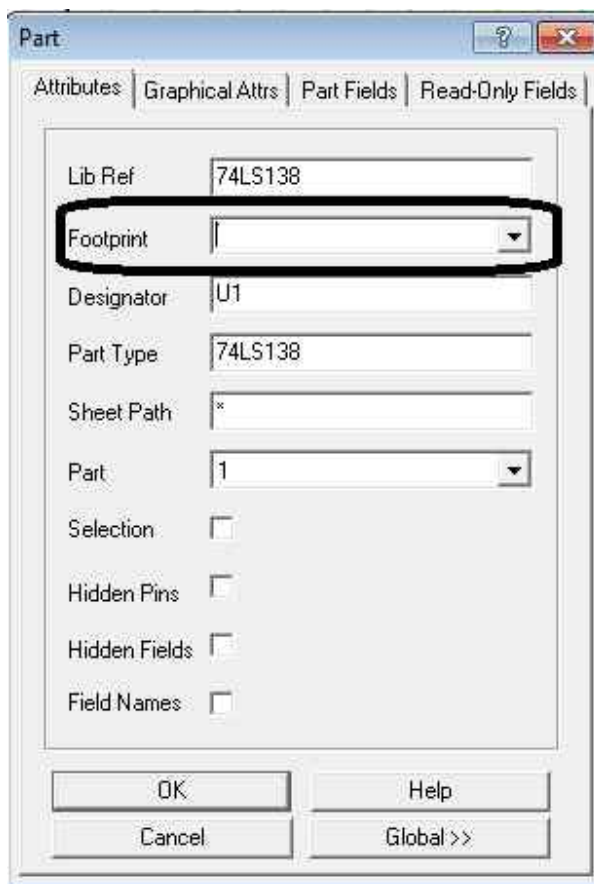 Part
Attributes Graphical Attrs Part Fields Read-Only Fields
Lib Ref 74LS138
Footprint
Designator U1
Part Type 74LS138
Sheet Path *
Part 1
Selection
Hidden Pins
Hidden Fields
Field Names
OK Help
Cancel Global >>